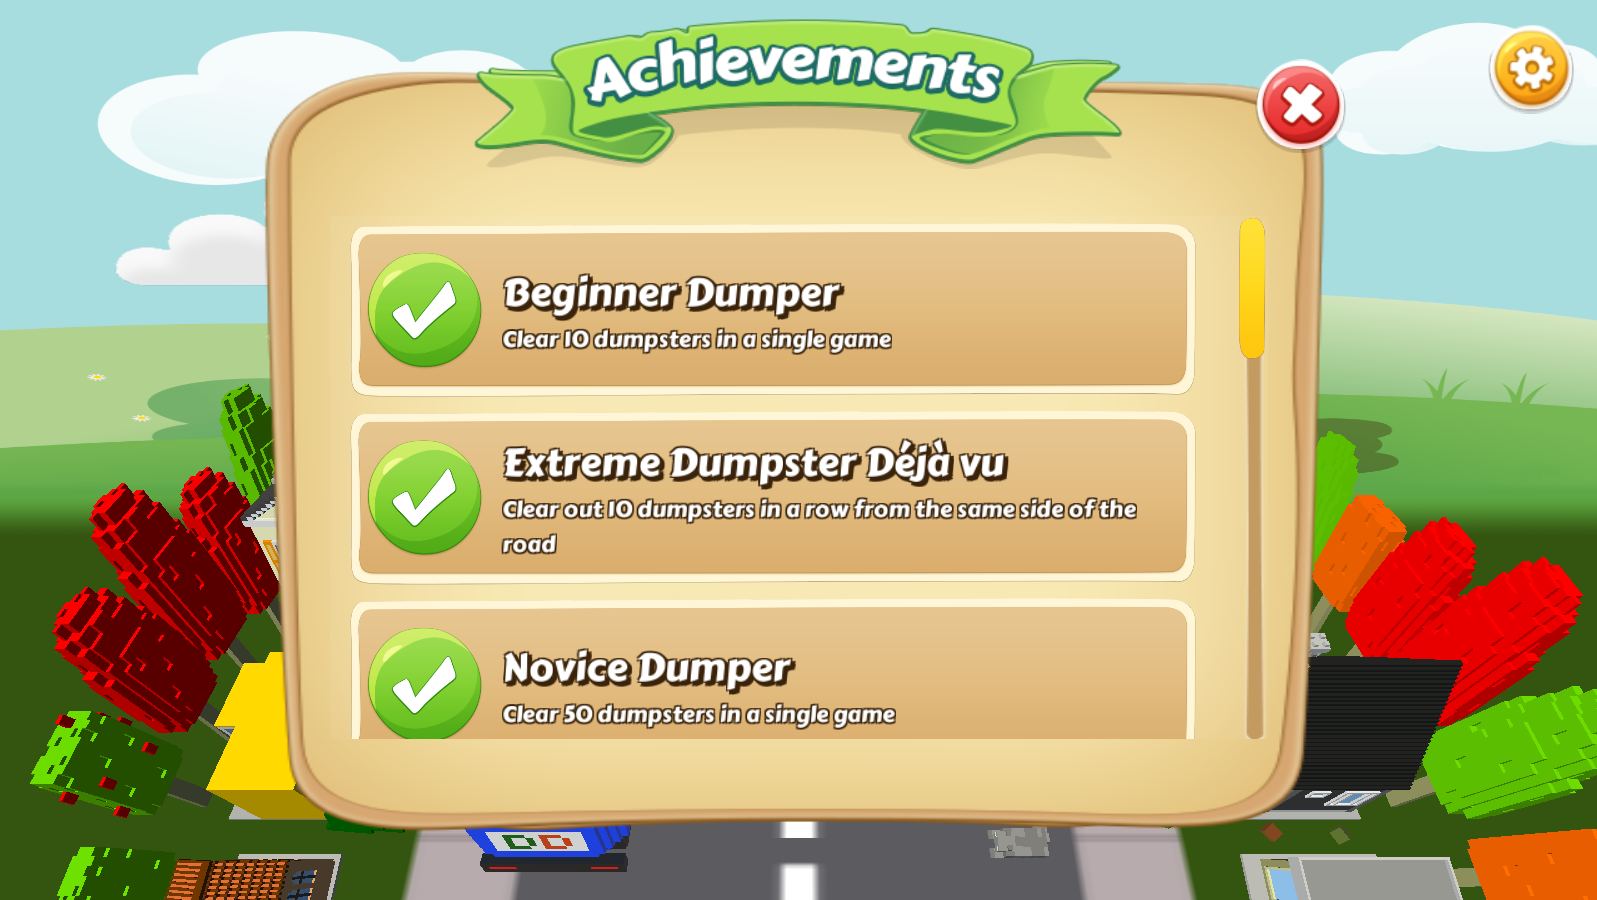 Achievements
Beginner Dumper
Clear 10 dumpsters in a single game
Extreme Dumpster Déjà vu
Clear out 10 dumpsters in a row from the same side of the
road
Novice Dumper
Clear 50 dumpsters in a single game
DD